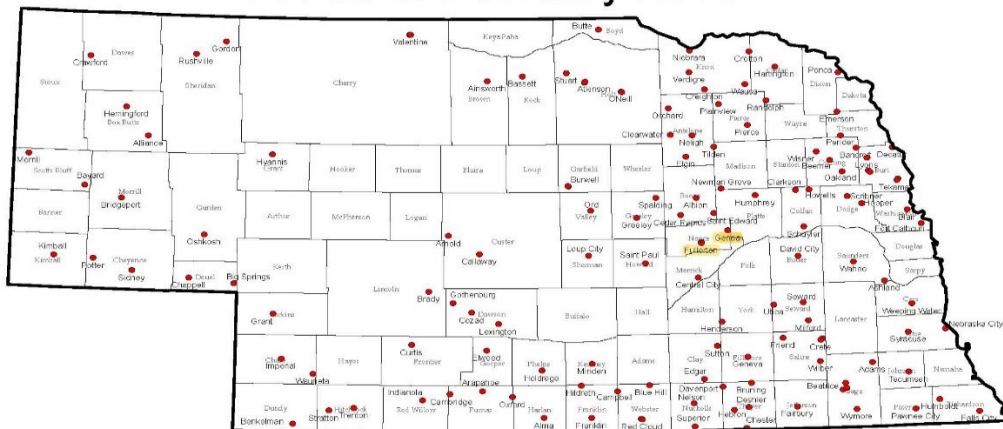 Butte
Boyd
Keya Paha
Valentine
Gordon
Dawes
Crawford
Rushville
Sheridan
Sioux
Cherry
Niobrara
Knox
Crofton
Verdigre
Hartington
Ponca
Dixon
Dakota
Ainsworth
Brown
Bassett
Rock
Stuart
Atkinson
O'Neill
Creighton
Wausa
Plainview
Randolph
Hemingford
Box Butte
Alliance
Orchard
Pierce
Pierce
Wayne
Emerson
Thurston
Clearwater
Antelope
Neligh
Pender
Tilden
Elgin
Madison
Stanton
Wisner
Beemer
Bancroft
Decatur
Lyons
Burt
Oakland
Tekamah
Morrill
Scotts Bluff
Bayard
Hyannis
Grant
Hooker
Thomas
Blaine
Loup
Garfield
Wheeler
Burwell
Newman Grove
Clarkson
Howells
Scribner
Hooper
Dodge
Blair
Fort Calhoun
Morrill
Bridgeport
Garden
Arthur
McPherson
Logan
Ord
Valley
Spalding
Greeley
Greeley
Albion
Boone
Cedar Rapids
Saint Edward
Humphrey
Platte
Colfax
Schuyler
Banner
Kimball
Kimball
Potter
Cheyenne
Sidney
Oshkosh
Chappell
Deuel
Big Springs
Keith
Arnold
Custer
Callaway
Loup City
Sherman
Saint Paul
Howard
Nance
Genoa
Fullerton
Merrick
Central City
Polk
David City
Butler
Saunders
Wahoo
Douglas
Sarpy
Ashland
Lincoln
Brady
Gothenburg
Dawson
Cozad
Lexington
Buffalo
Hall
Hamilton
York
Seward
Seward
Utica
Milford
Lancaster
Cass
Weeping Water
Nebraska City
Syracuse
Grant
Perkins
Henderson
Friend
Crete
Imperial
Wauneta
Hayes
Curtis
Frontier
Elwood
Gosper
Phelps
Holdrege
Kearney
Minden
Adams
Clay
Sutton
Edgar
Fillmore
Geneva
Saline
Wilber
Adams
Johnson
Tecumseh
Nemaha
Dundy
Benkelman
Stratton
Trenton
Indianola
Red Willow
Cambridge
Arapahoe
Furnas
Oxford
Harlan
Alma
Hildreth
Franklin
Franklin
Campbell
Blue Hill
Webster
Red Cloud
Davenport
Nelson
Nuckolls
Superior
Bruning
Deshler
Hebron
Chester
Jefferson
Fairbury
Beatrice
Gage
Wymore
Pawnee
Pawnee City
Humboldt
Richardson
Falls City